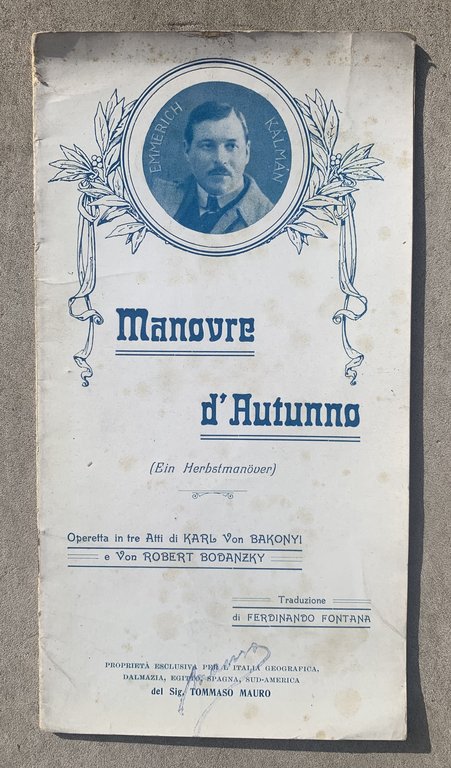 EMMERICH KÁLMÁN
Manovre
d'Autunno
(Ein Herbstmanöver)
Operetta in tre Atti di KARL Von BAKONYI
e Von ROBERT BODANZKY
Traduzione
di FERDINANDO FONTANA
PROPRIETÀ ESCLUSIVA PER L'ITALIA GEOGRAFICA,
DALMAZIA, EGITTO, SPAGNA, SUD-AMERICA
del Sig. TOMMASO MAURO